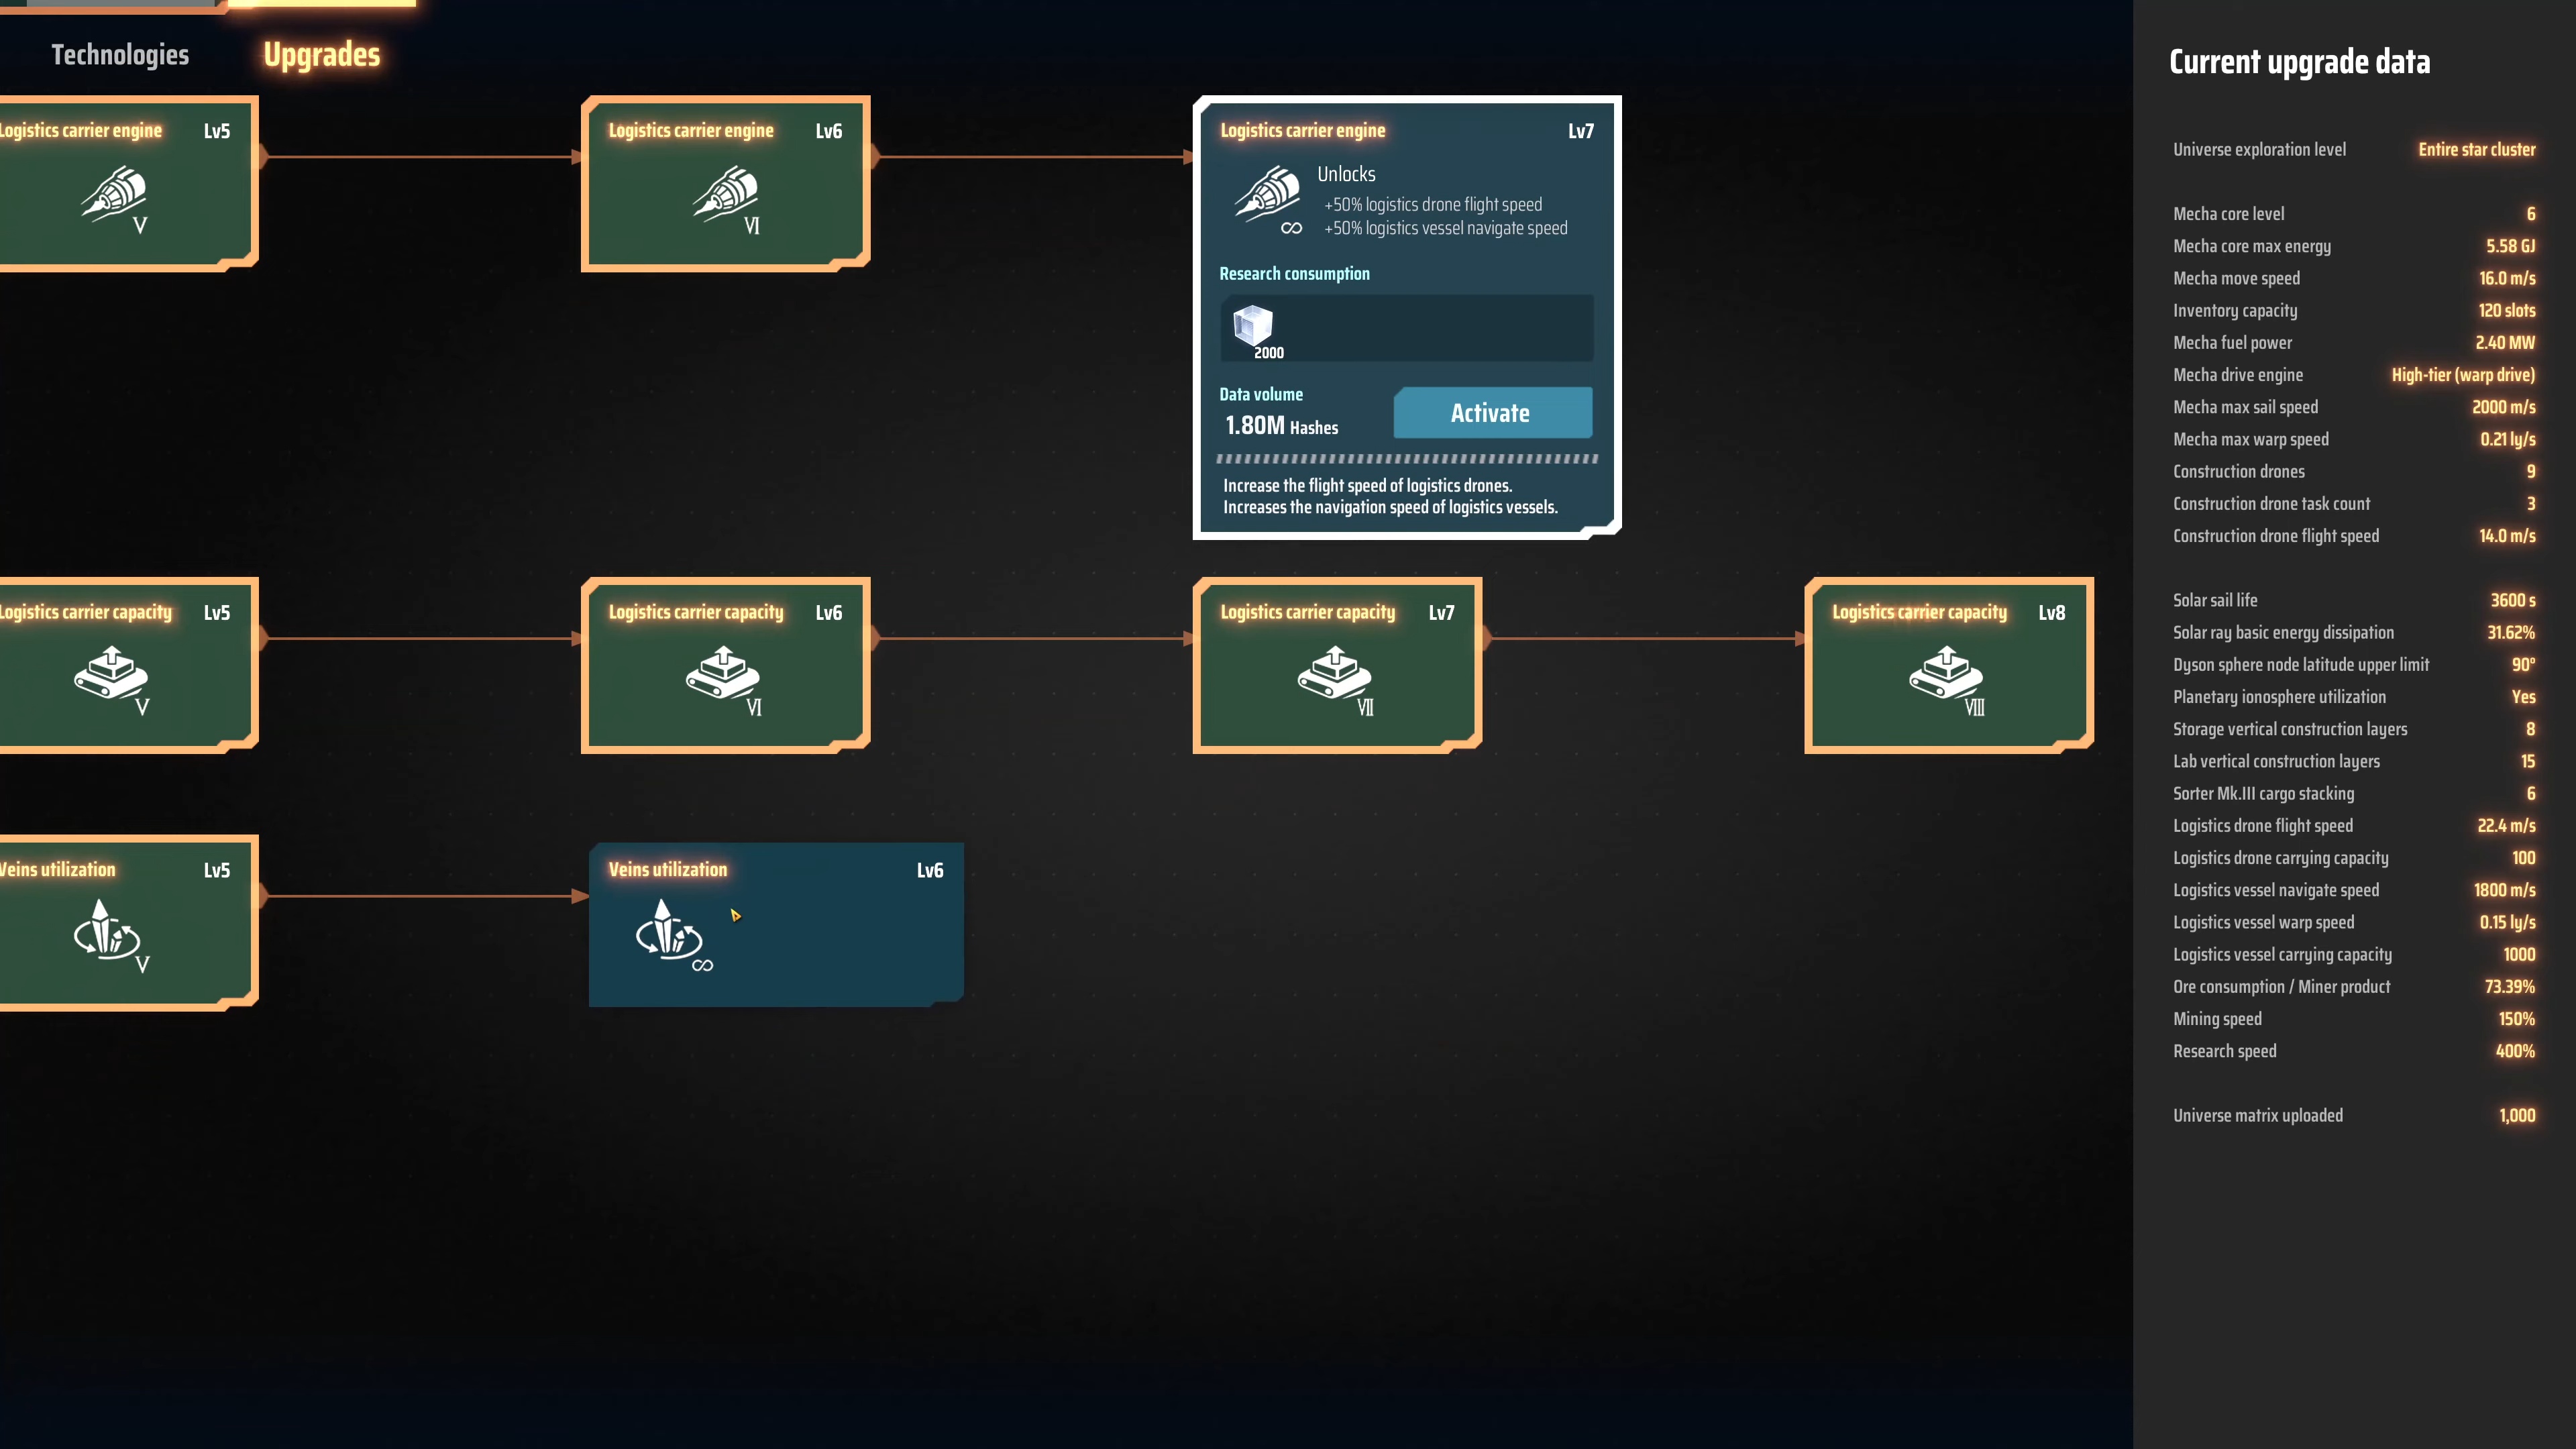 Technologies
Upgrades
Logistics carrier engine Lv5
V
Logistics carrier engine Lv6
VI
Logistics carrier engine Lv7
Unlocks
+50% logistics drone flight speed
∞ +50% logistics vessel navigate speed
Research consumption
2000
Data volume
1.80M Hashes
Activate
Increase the flight speed of logistics drones.
Increases the navigation speed of logistics vessels.
Logistics carrier capacity Lv5
V
Logistics carrier capacity Lv6
VI
Logistics carrier capacity Lv7
VII
Logistics carrier capacity Lv8
VIII
Veins utilization Lv5
V
Veins utilization Lv6
∞
Current upgrade data
Universe exploration level Entire star cluster
Mecha core level 6
Mecha core max energy 5.58 GJ
Mecha move speed 16.0 m/s
Inventory capacity 120 slots
Mecha fuel power 2.40 MW
Mecha drive engine High-tier (warp drive)
Mecha max sail speed 2000 m/s
Mecha max warp speed 0.21 ly/s
Construction drones 9
Construction drone task count 3
Construction drone flight speed 14.0 m/s
Solar sail life 3600 s
Solar ray basic energy dissipation 31.62%
Dyson sphere node latitude upper limit 90°
Planetary ionosphere utilization Yes
Storage vertical construction layers 8
Lab vertical construction layers 15
Sorter Mk.III cargo stacking 6
Logistics drone flight speed 22.4 m/s
Logistics drone carrying capacity 100
Logistics vessel navigate speed 1800 m/s
Logistics vessel warp speed 0.15 ly/s
Logistics vessel carrying capacity 1000
Ore consumption / Miner product 73.39%
Mining speed 150%
Research speed 400%
Universe matrix uploaded 1,000